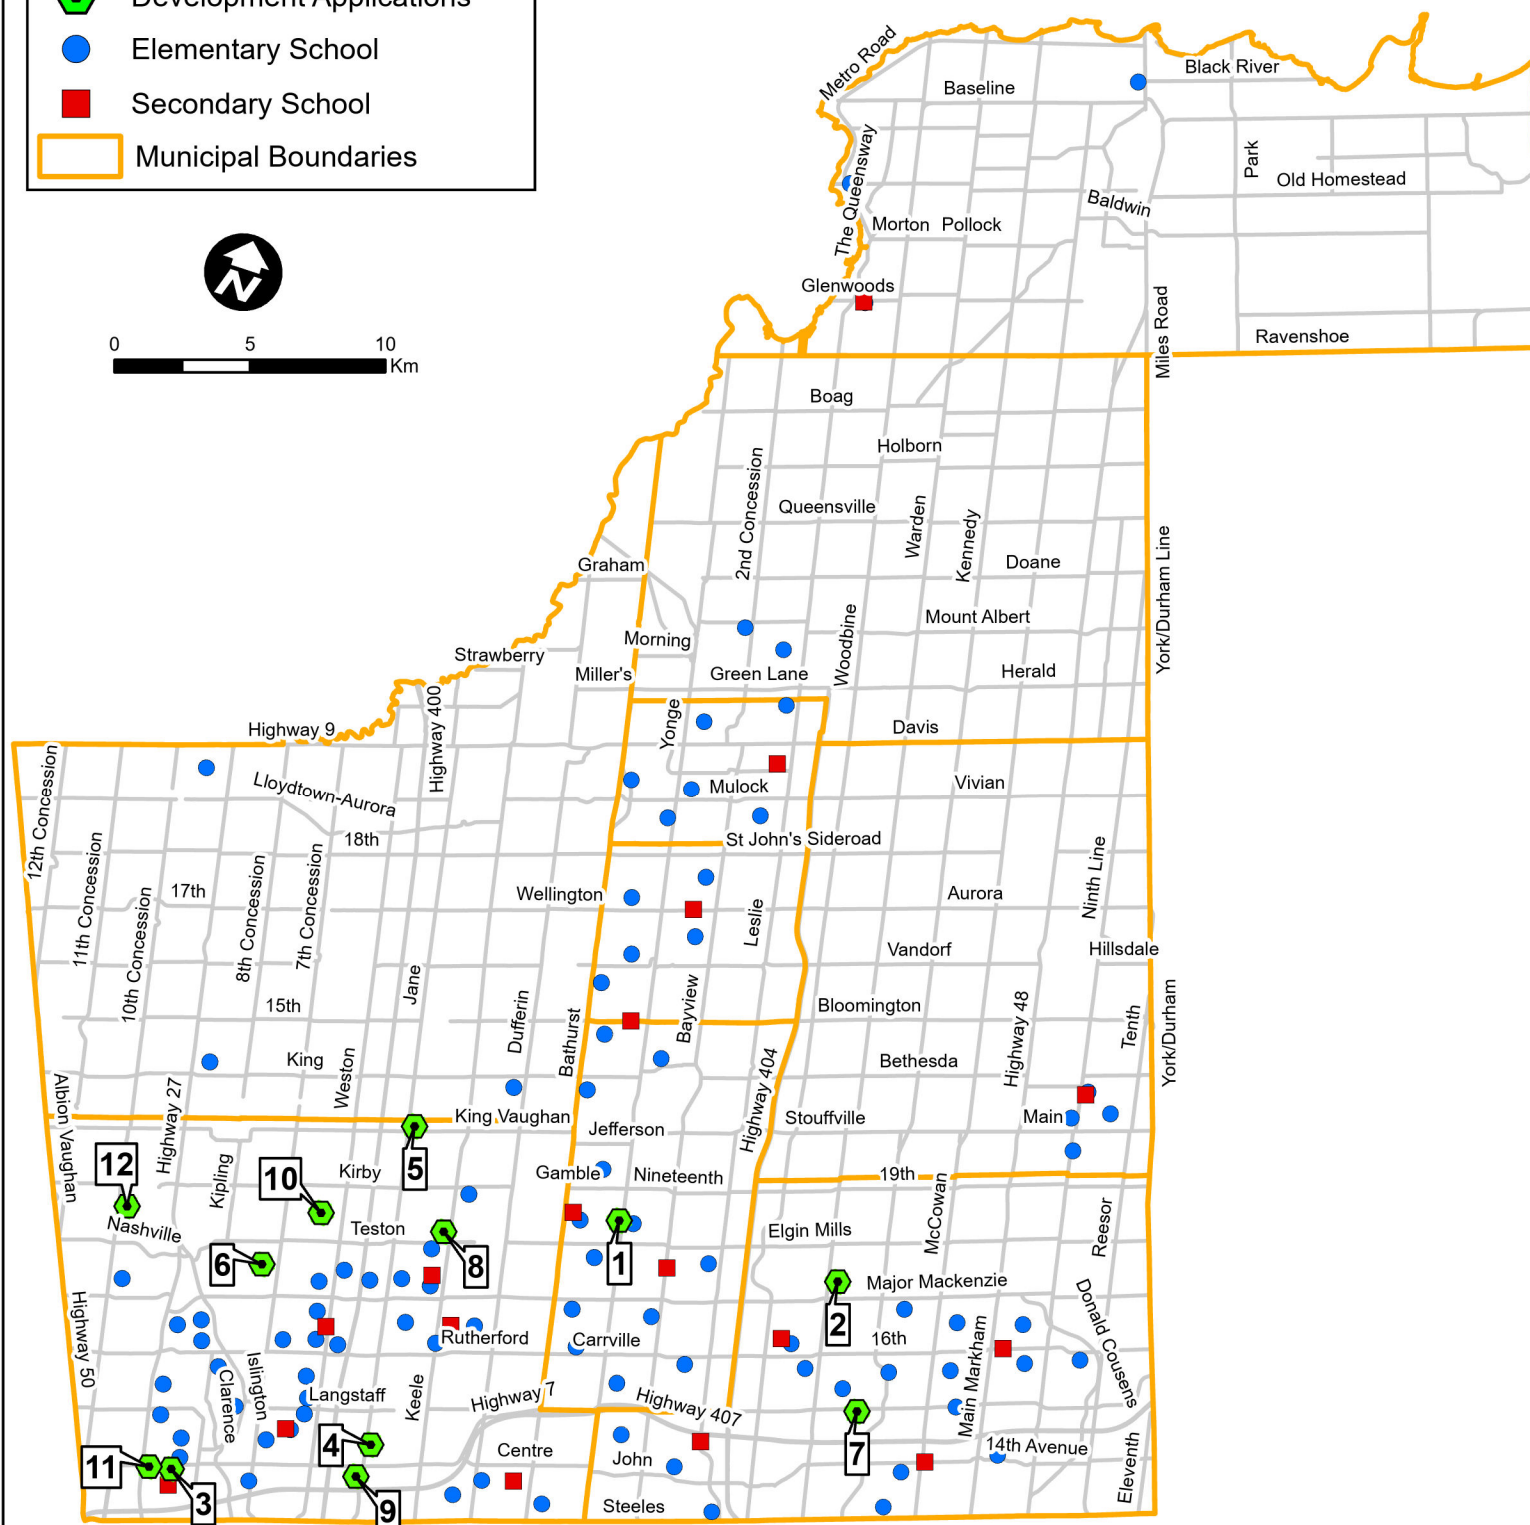 Development Applications
Elementary School
Secondary School
Municipal Boundaries
N
0 5 10
Km
Metro Road
Black River
Baseline
The Queensway
Park
Old Homestead
Baldwin
Morton Pollock
Glenwoods
Miles Road
Ravenshoe
Boag
Holborn
2nd Concession
Queensville
Warden
Kennedy
Graham
Doane
York/Durham Line
Mount Albert
Morning
Woodbine
Strawberry
Miller's
Green Lane
Herald
Highway 400
Yonge
Highway 9
Davis
12th Concession
Lloydtown-Aurora
Mulock
Vivian
18th
St John's Sideroad
11th Concession
17th
10th Concession
8th Concession
7th Concession
Wellington
Leslie
Aurora
Ninth Line
Vandorf
Hillsdale
Jane
15th
Dufferin
Bayview
Bloomington
Highway 48
Tenth
York/Durham
Bathurst
King
Weston
Highway 404
Bethesda
Albion Vaughan
Highway 27
King Vaughan
Jefferson
Stouffville
Main
12
Kipling
10
Kirby
5
Gamble
Nineteenth
19th
McCowan
Reesor
Nashville
Teston
Elgin Mills
6
8
1
Major Mackenzie
Donald Cousens
Highway 50
2
Rutherford
Carrville
16th
Main Markham
Islington
Clarence
Langstaff
Keele
Highway 7
Highway 407
4
Centre
John
7
14th Avenue
Eleventh
11
3
9
Steeles